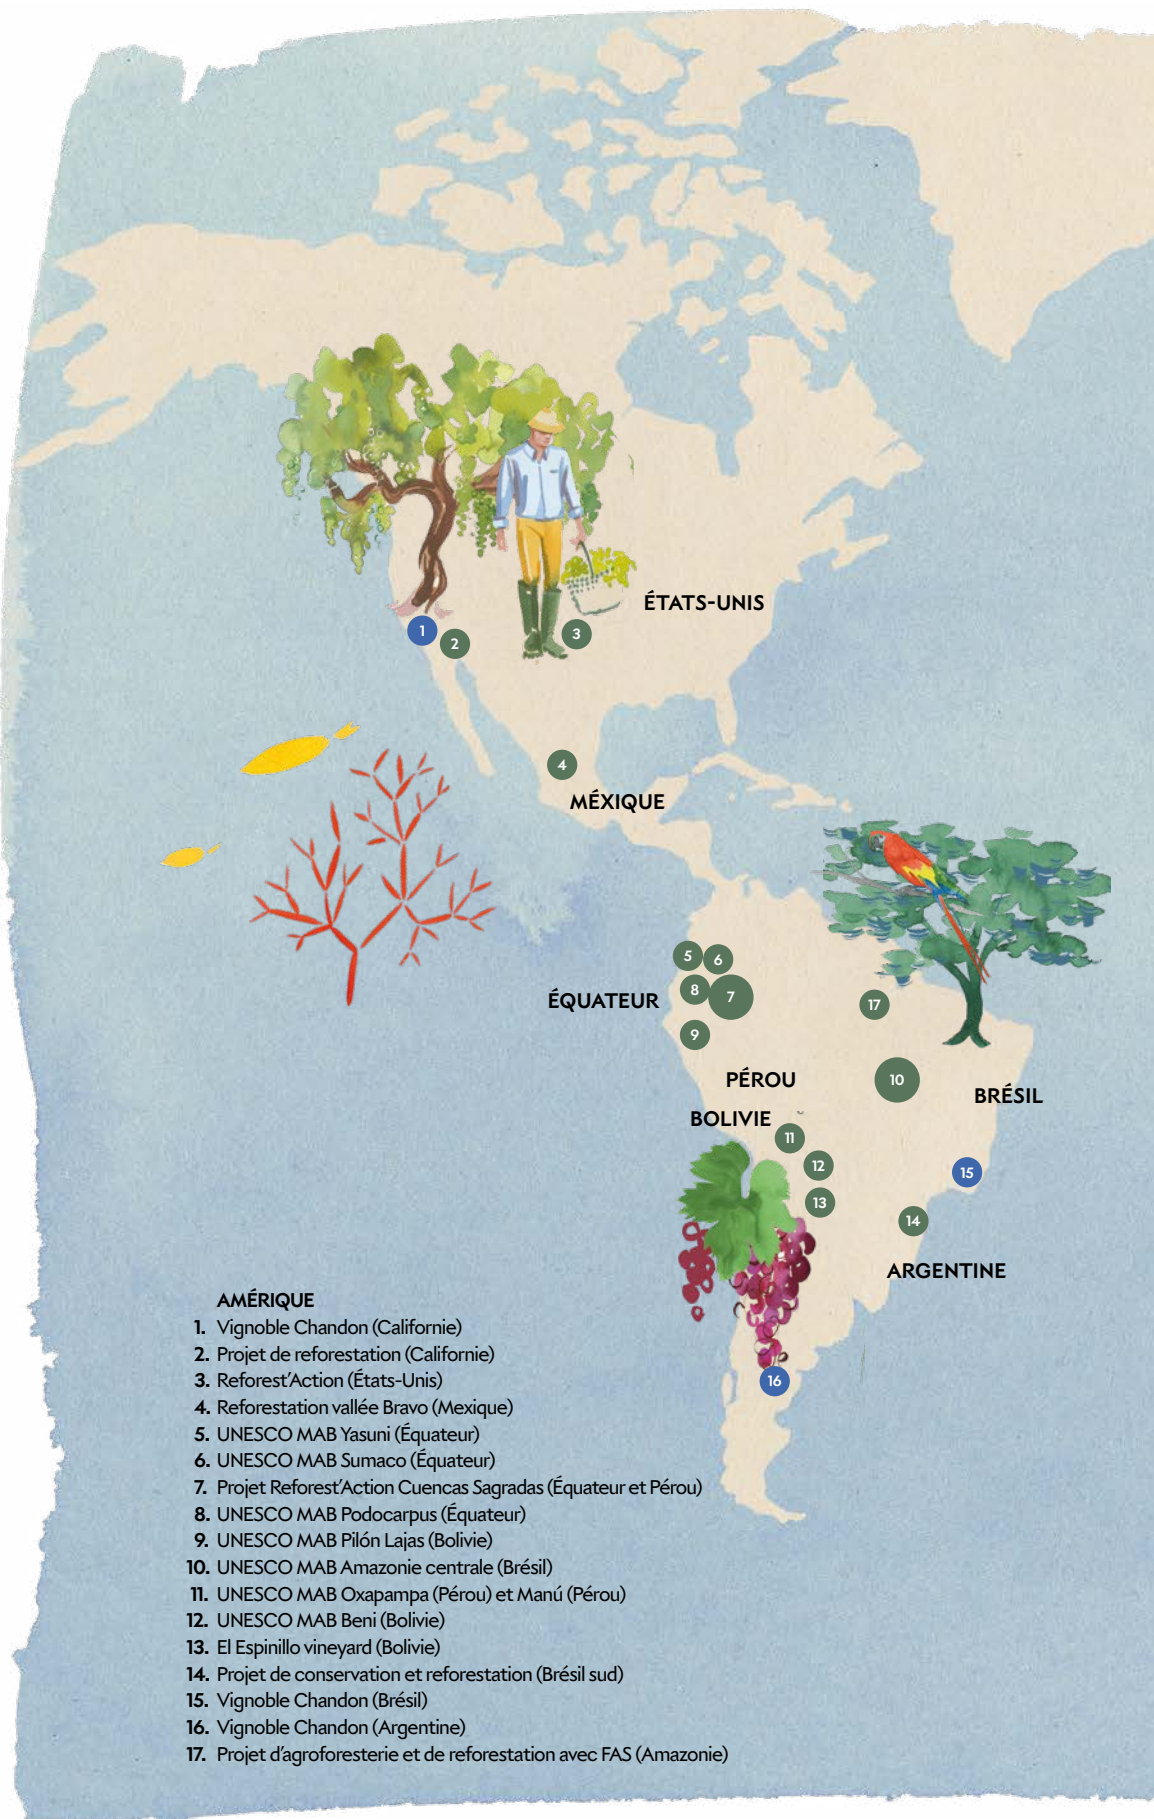 ÉTATS-UNIS
1
2
3
4
MÉXIQUE
5
6
8
7
ÉQUATEUR
17
9
PÉROU
10
BRÉSIL
BOLIVIE
11
12
15
13
14
ARGENTINE
16
AMÉRIQUE
1. Vignoble Chandon (Californie)
2. Projet de reforestation (Californie)
3. Reforest'Action (États-Unis)
4. Reforestation vallée Bravo (Mexique)
5. UNESCO MAB Yasuni (Équateur)
6. UNESCO MAB Sumaco (Équateur)
7. Projet Reforest'Action Cuencas Sagradas (Équateur et Pérou)
8. UNESCO MAB Podocarpus (Équateur)
9. UNESCO MAB Pilón Lajas (Bolivie)
10. UNESCO MAB Amazonie centrale (Brésil)
11. UNESCO MAB Oxapampa (Pérou) et Manú (Pérou)
12. UNESCO MAB Beni (Bolivie)
13. El Espinillo vineyard (Bolivie)
14. Projet de conservation et reforestation (Brésil sud)
15. Vignoble Chandon (Brésil)
16. Vignoble Chandon (Argentine)
17. Projet d'agroforesterie et de reforestation avec FAS (Amazonie)